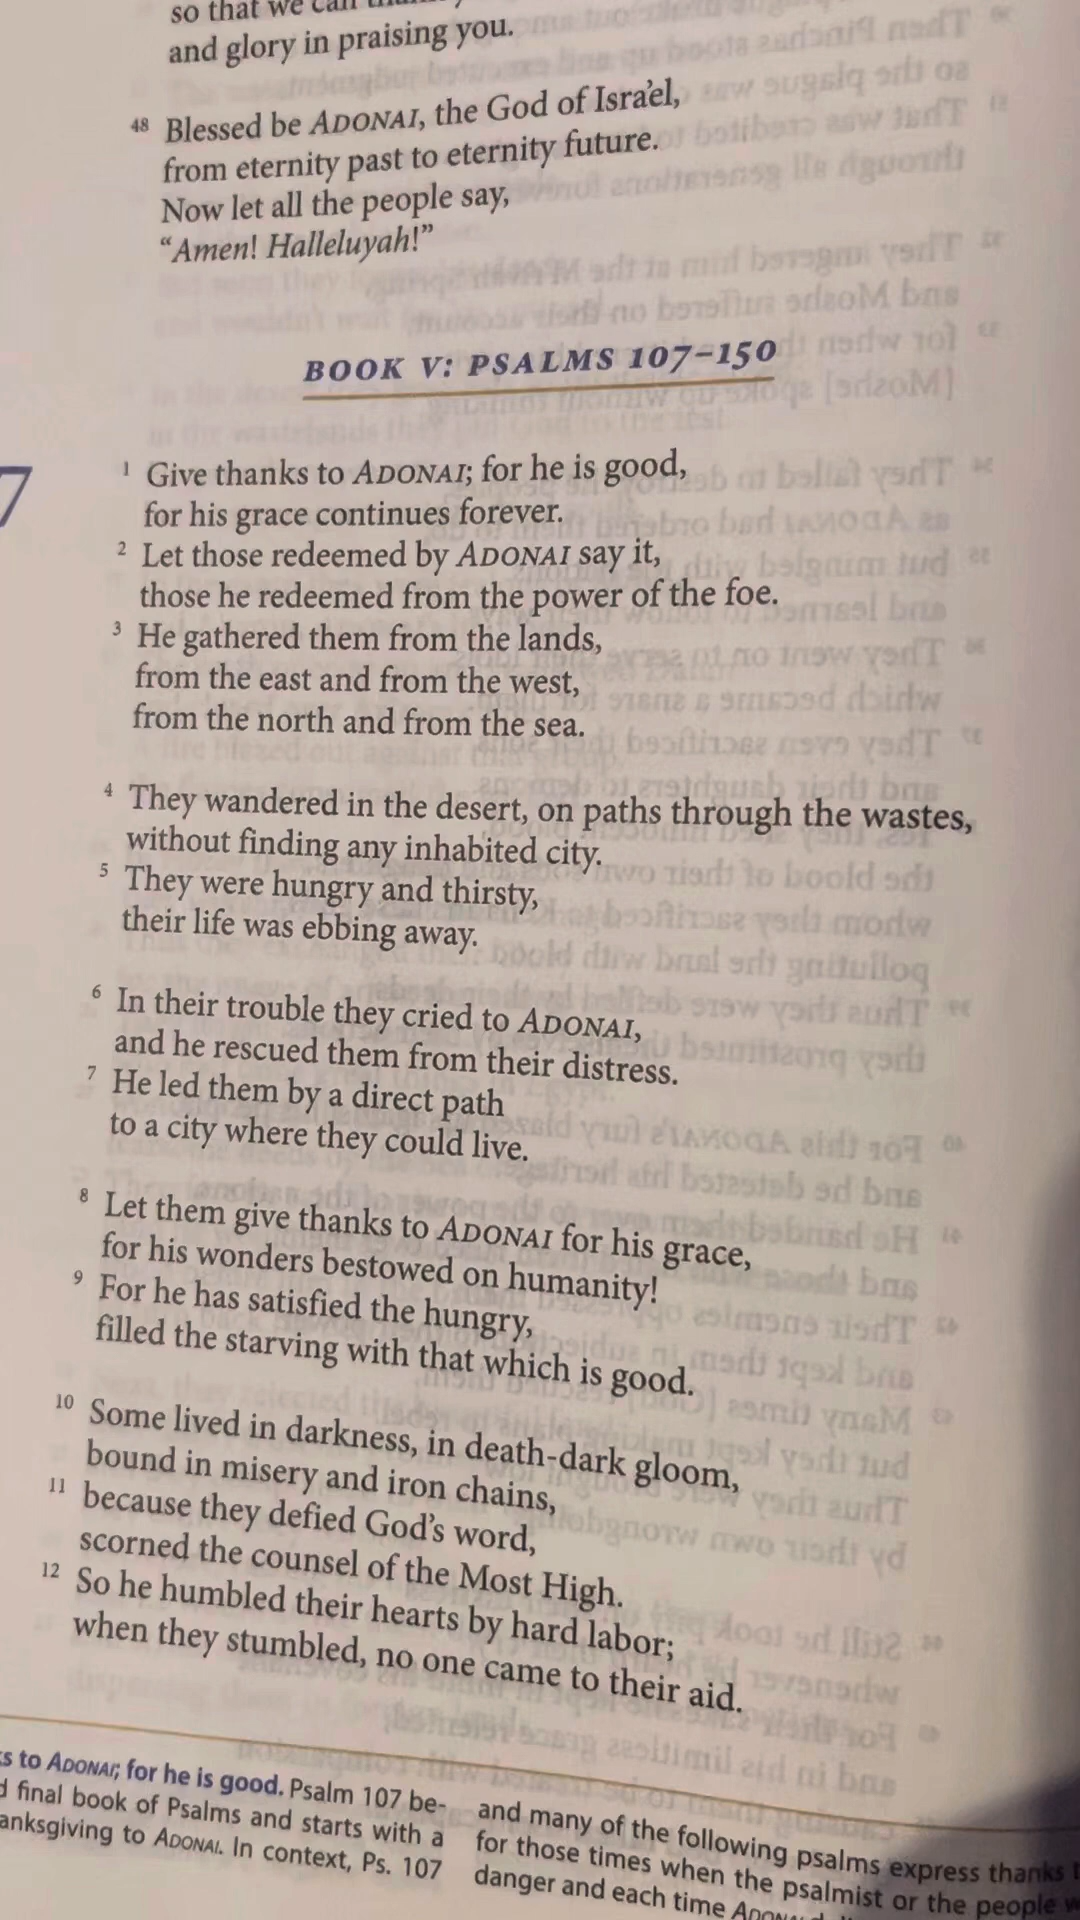 so that we can
and glory in praising you.
48 Blessed be ADONAI, the God of Isra'el,
from eternity past to eternity future.
Now let all the people say,
“Amen! Halleluyah!”
BOOK V: PSALMS 107–150
7
1 Give thanks to ADONAI; for he is good,
for his grace continues forever.
2 Let those redeemed by ADONAI say it,
those he redeemed from the power of the foe.
3 He gathered them from the lands,
from the east and from the west,
from the north and from the sea.
4 They wandered in the desert, on paths through the wastes,
without finding any inhabited city.
5 They were hungry and thirsty,
their life was ebbing away.
6 In their trouble they cried to ADONAI,
and he rescued them from their distress.
7 He led them by a direct path
to a city where they could live.
8 Let them give thanks to ADONAI for his grace,
for his wonders bestowed on humanity!
9 For he has satisfied the hungry,
filled the starving with that which is good.
10 Some lived in darkness, in death-dark gloom,
bound in misery and iron chains,
11 because they defied God's word,
scorned the counsel of the Most High.
12 So he humbled their hearts by hard labor;
when they stumbled, no one came to their aid.
to ADONAI; for he is good. Psalm 107 be-
final book of Psalms and starts with a
anksgiving to ADONAI. In context, Ps. 107
and many of the following psalms express thanks
for those times when the psalmist or the people
danger and each time